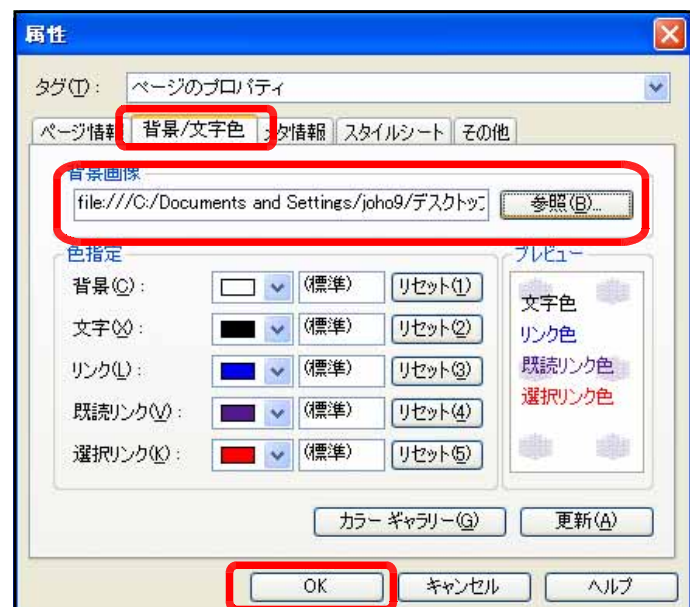 属性
タグ(T): ページのプロパティ
ページ情報 背景/文字色 メタ情報 スタイルシート その他
背景画像
file:///C:/Documents and Settings/joho9/デスクトップ 参照(B)...
色指定 プレビュー
背景(C): (標準) リセット(1)
文字(X): (標準) リセット(2)
リンク(L): (標準) リセット(3)
既読リンク(V): (標準) リセット(4)
選択リンク(K): (標準) リセット(5)
文字色
リンク色
既読リンク色
選択リンク色
カラー ギャラリー(G) 更新(A)
OK キャンセル ヘルプ